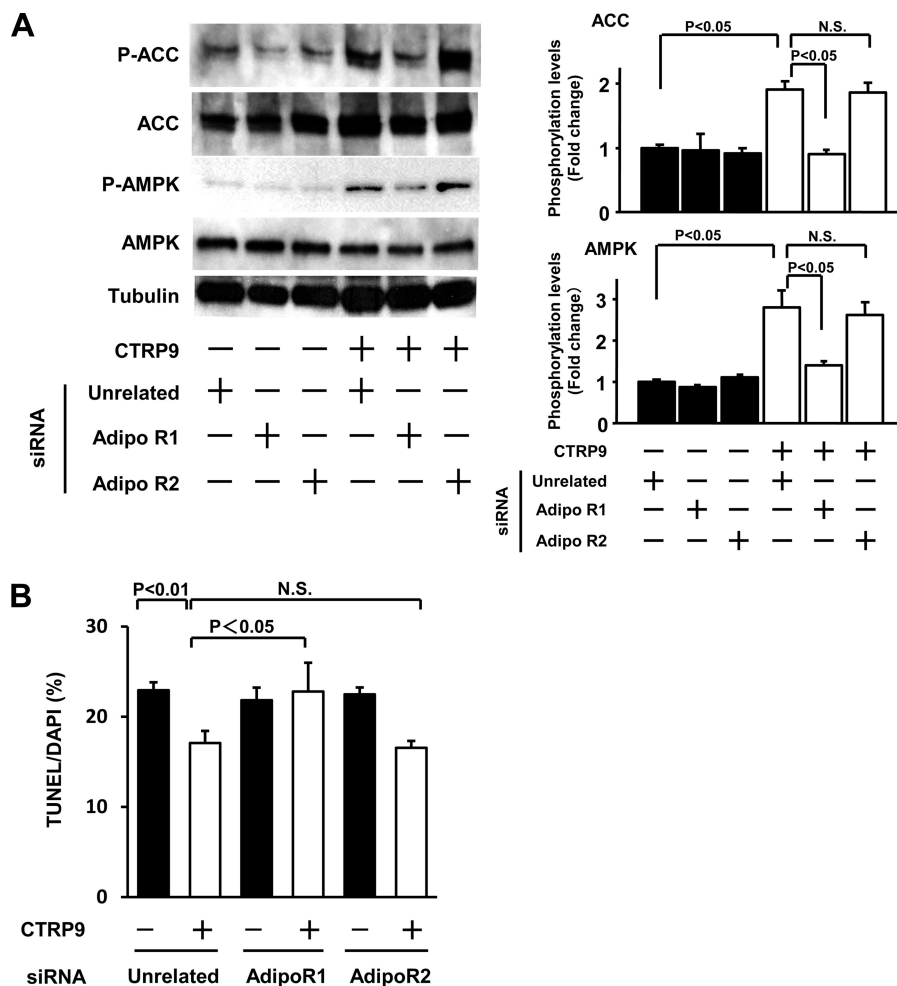 A
P-ACC
ACC
P-AMPK
AMPK
Tubulin
CTRP9 — — — + + +
siRNA
Unrelated + — — + — —
Adipo R1 — + — — + —
Adipo R2 — — + — — +
ACC
P<0.05
N.S.
P<0.05
Phosphorylation levels
(Fold change)
2
1
0
AMPK
P<0.05
N.S.
P<0.05
Phosphorylation levels
(Fold change)
3
2
1
0
CTRP9 — — — + + +
siRNA
Unrelated + — — + — —
Adipo R1 — + — — + —
Adipo R2 — — + — — +
B
P<0.01
N.S.
P<0.05
TUNEL/DAPI (%)
30
20
10
0
CTRP9 — + — + — +
siRNA Unrelated AdipoR1 AdipoR2